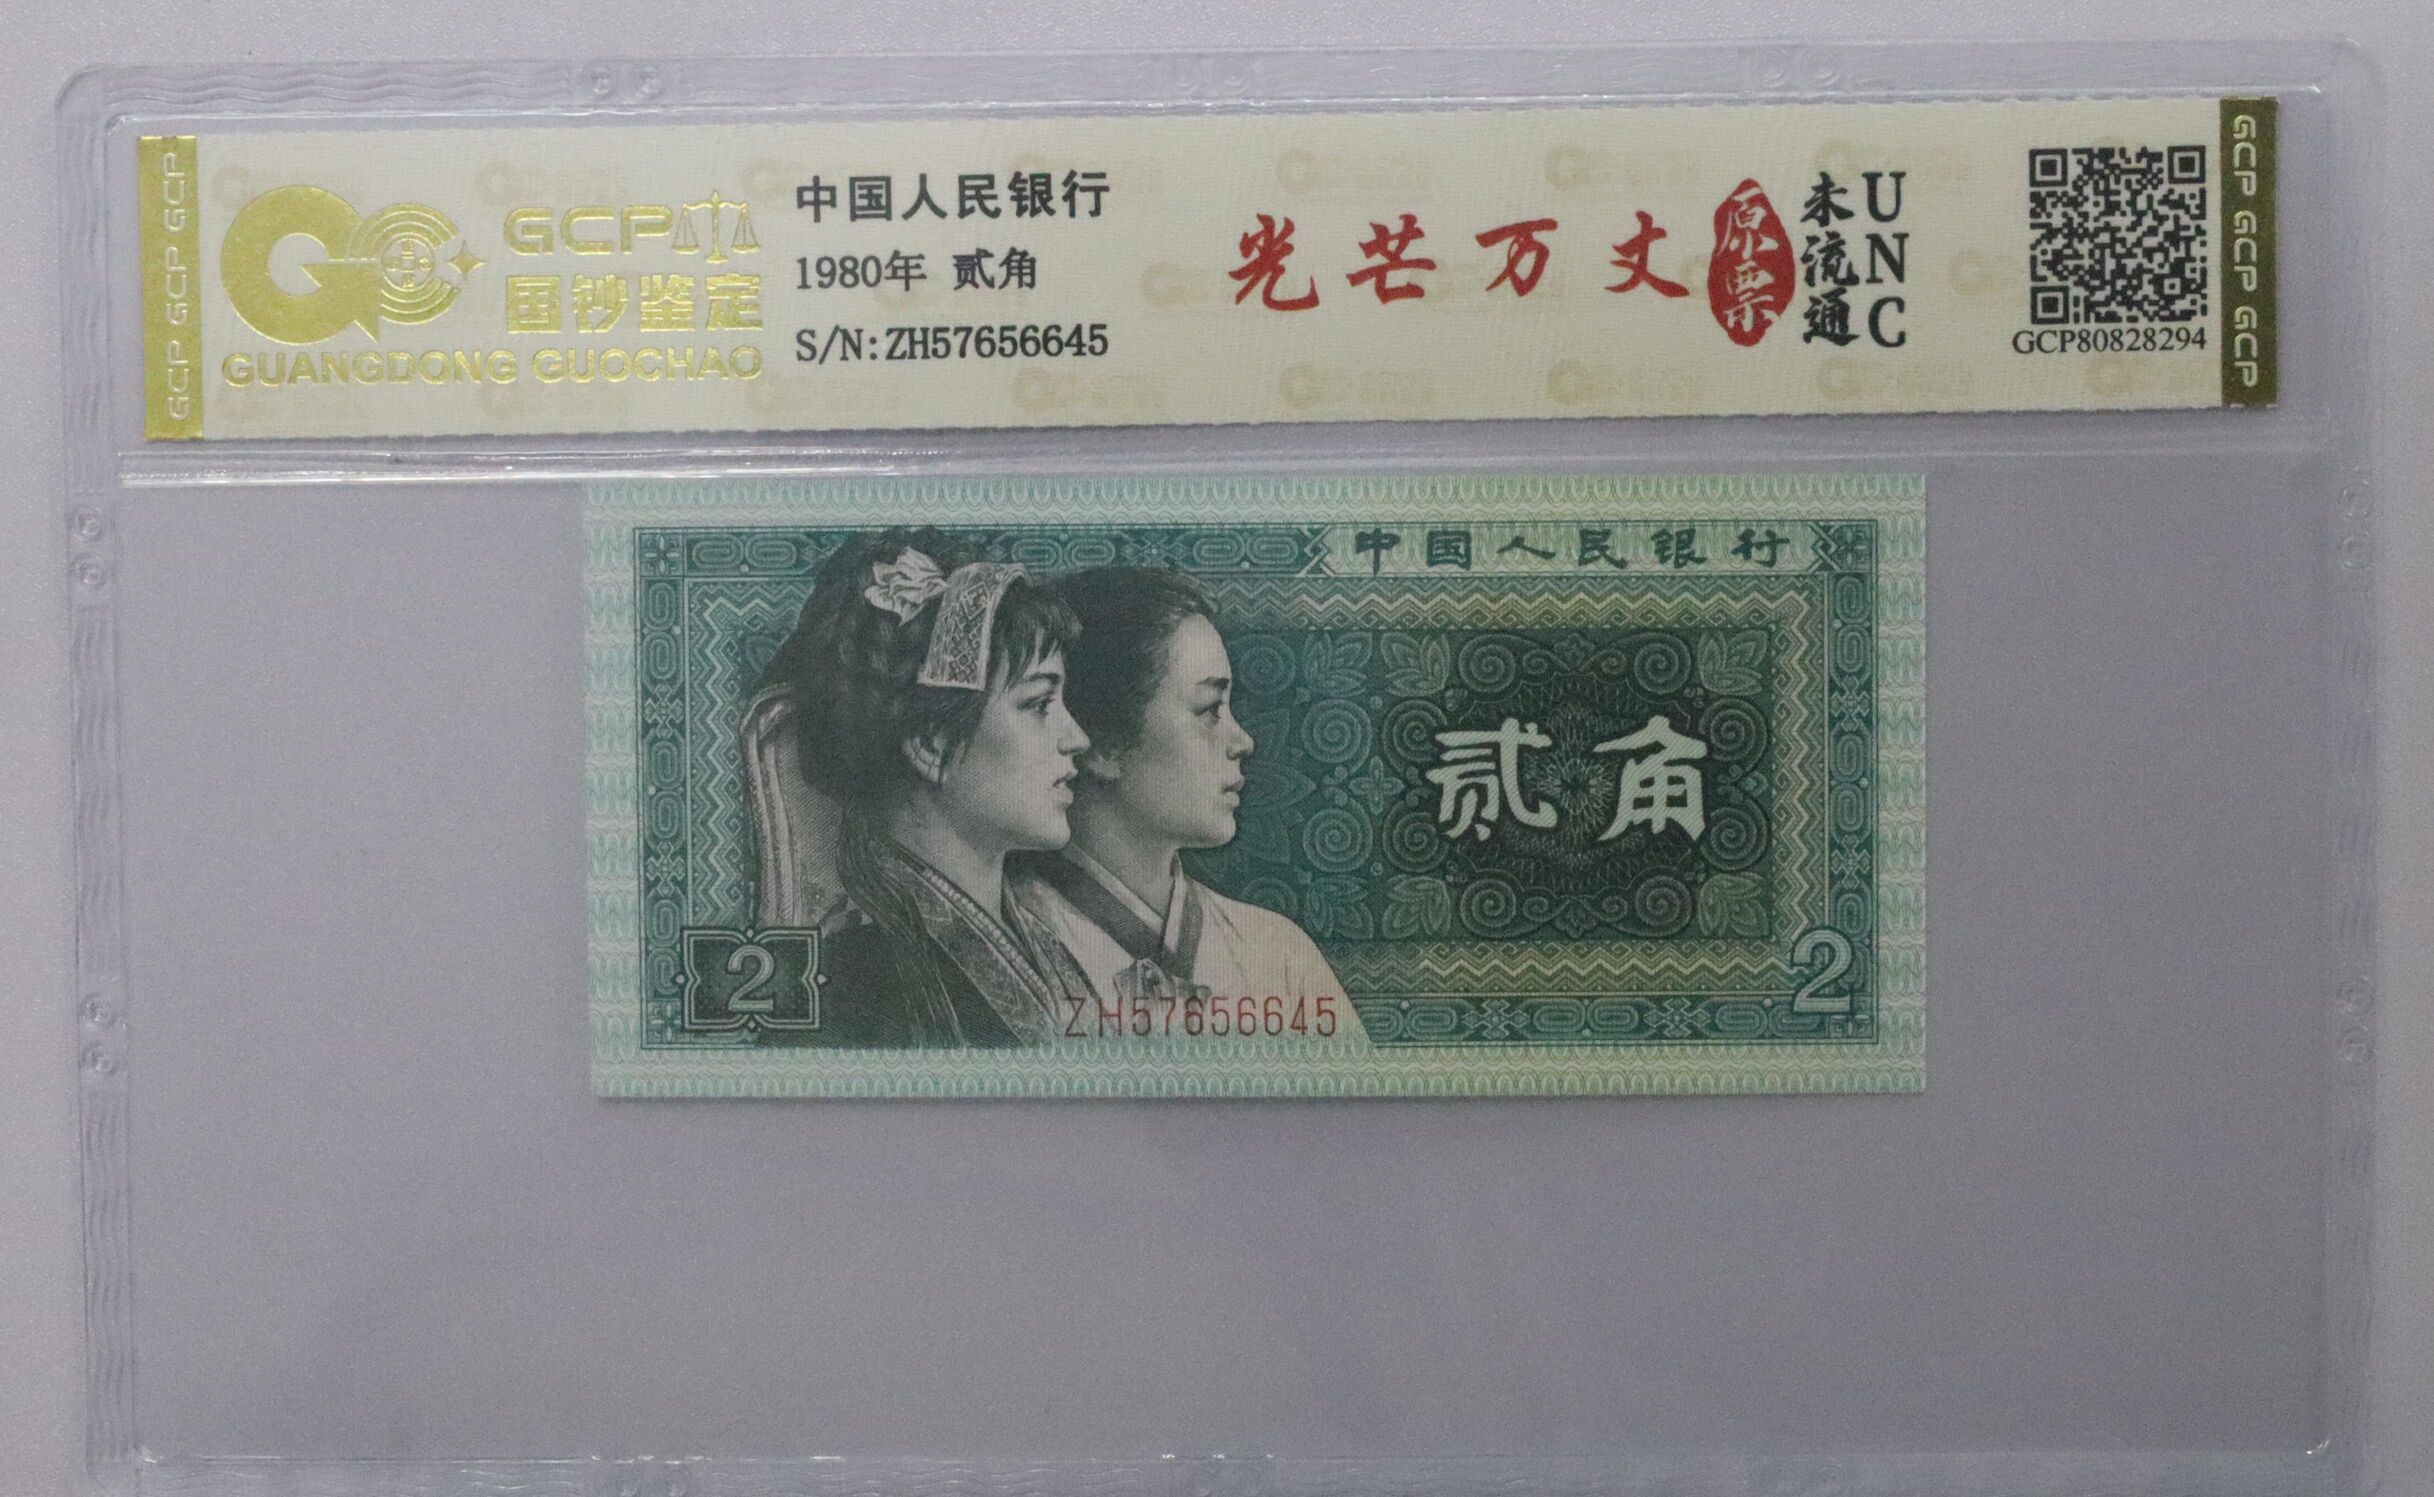 GCP GCP GCP
GCP
国钞鉴定
GUANGDONG GUOCHAO
中国人民银行
1980年 贰角
S/N:ZH57656645
光芒万丈
原票
未流通
UNC
GCP80828294
GCP GCP GCP
中国人民银行
贰角
2
2
ZH57656645